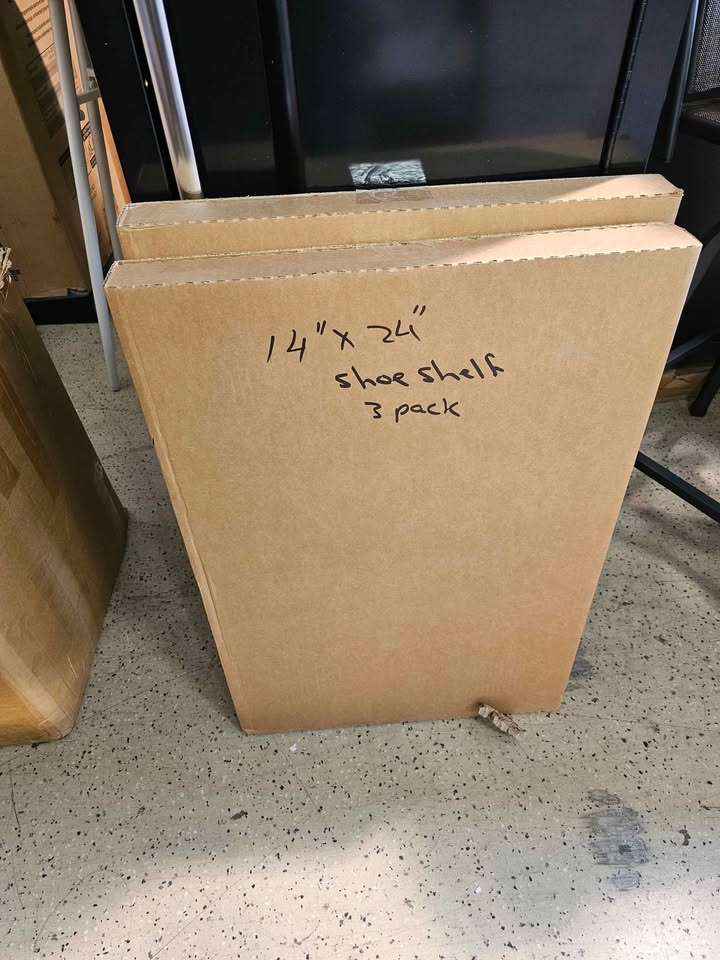 14" x 24"
shoe shelf
3 pack